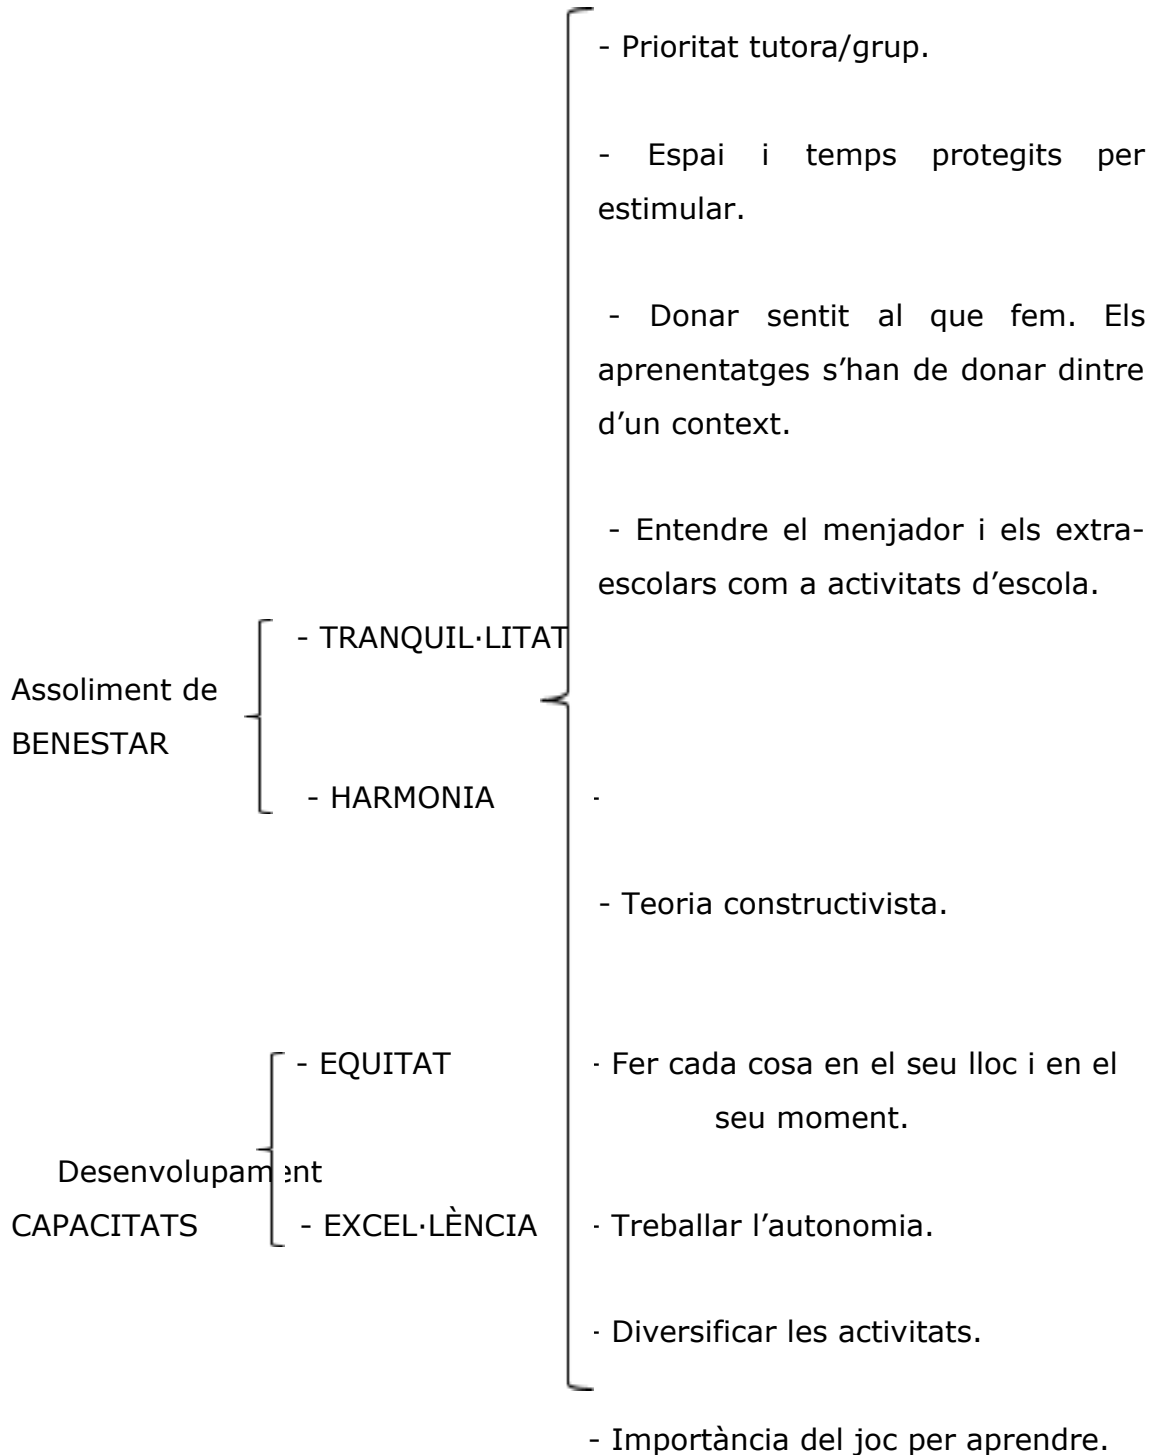 - Prioritat tutora/grup.
- Espai i temps protegits per
estimular.
- Donar sentit al que fem. Els
aprenentatges s'han de donar dintre
d'un context.
- Entendre el menjador i els extra-
escolars com a activitats d'escola.
- TRANQUIL·LITAT
Assoliment de
BENESTAR
- HARMONIA
-
- Teoria constructivista.
- EQUITAT
- Fer cada cosa en el seu lloc i en el
seu moment.
Desenvolupament
CAPACITATS
- EXCEL·LÈNCIA
- Treballar l'autonomia.
- Diversificar les activitats.
- Importància del joc per aprendre.